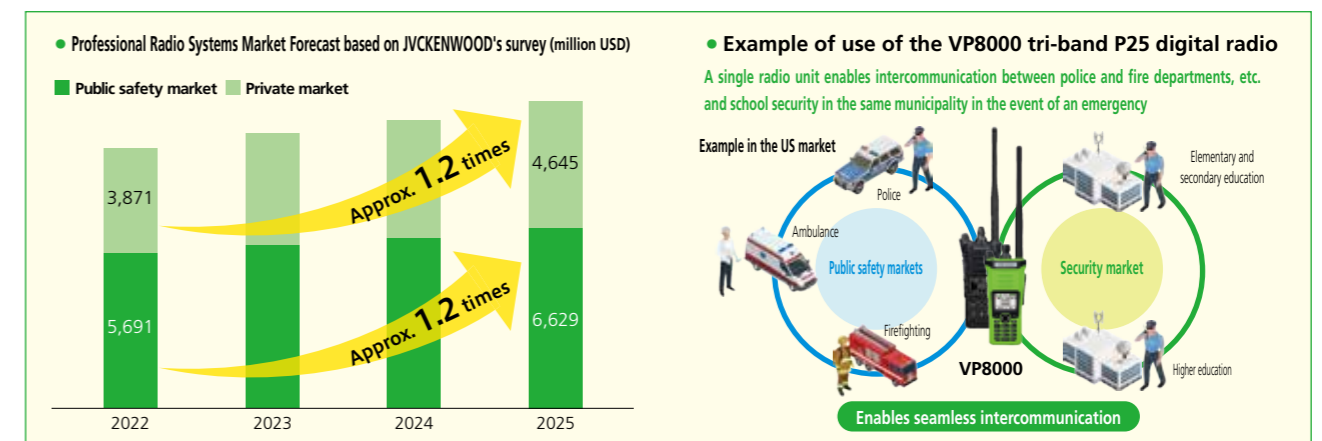 ● Professional Radio Systems Market Forecast based on JVCKENWOOD's survey (million USD)
Public safety market Private market
3,871
5,691
Approx. 1.2 times
Approx. 1.2 times
4,645
6,629
2022 2023 2024 2025
● Example of use of the VP8000 tri-band P25 digital radio
A single radio unit enables intercommunication between police and fire departments, etc.
and school security in the same municipality in the event of an emergency
Example in the US market
Police
Ambulance
Public safety markets
Firefighting
VP8000
Elementary and
secondary education
Security market
Higher education
Enables seamless intercommunication